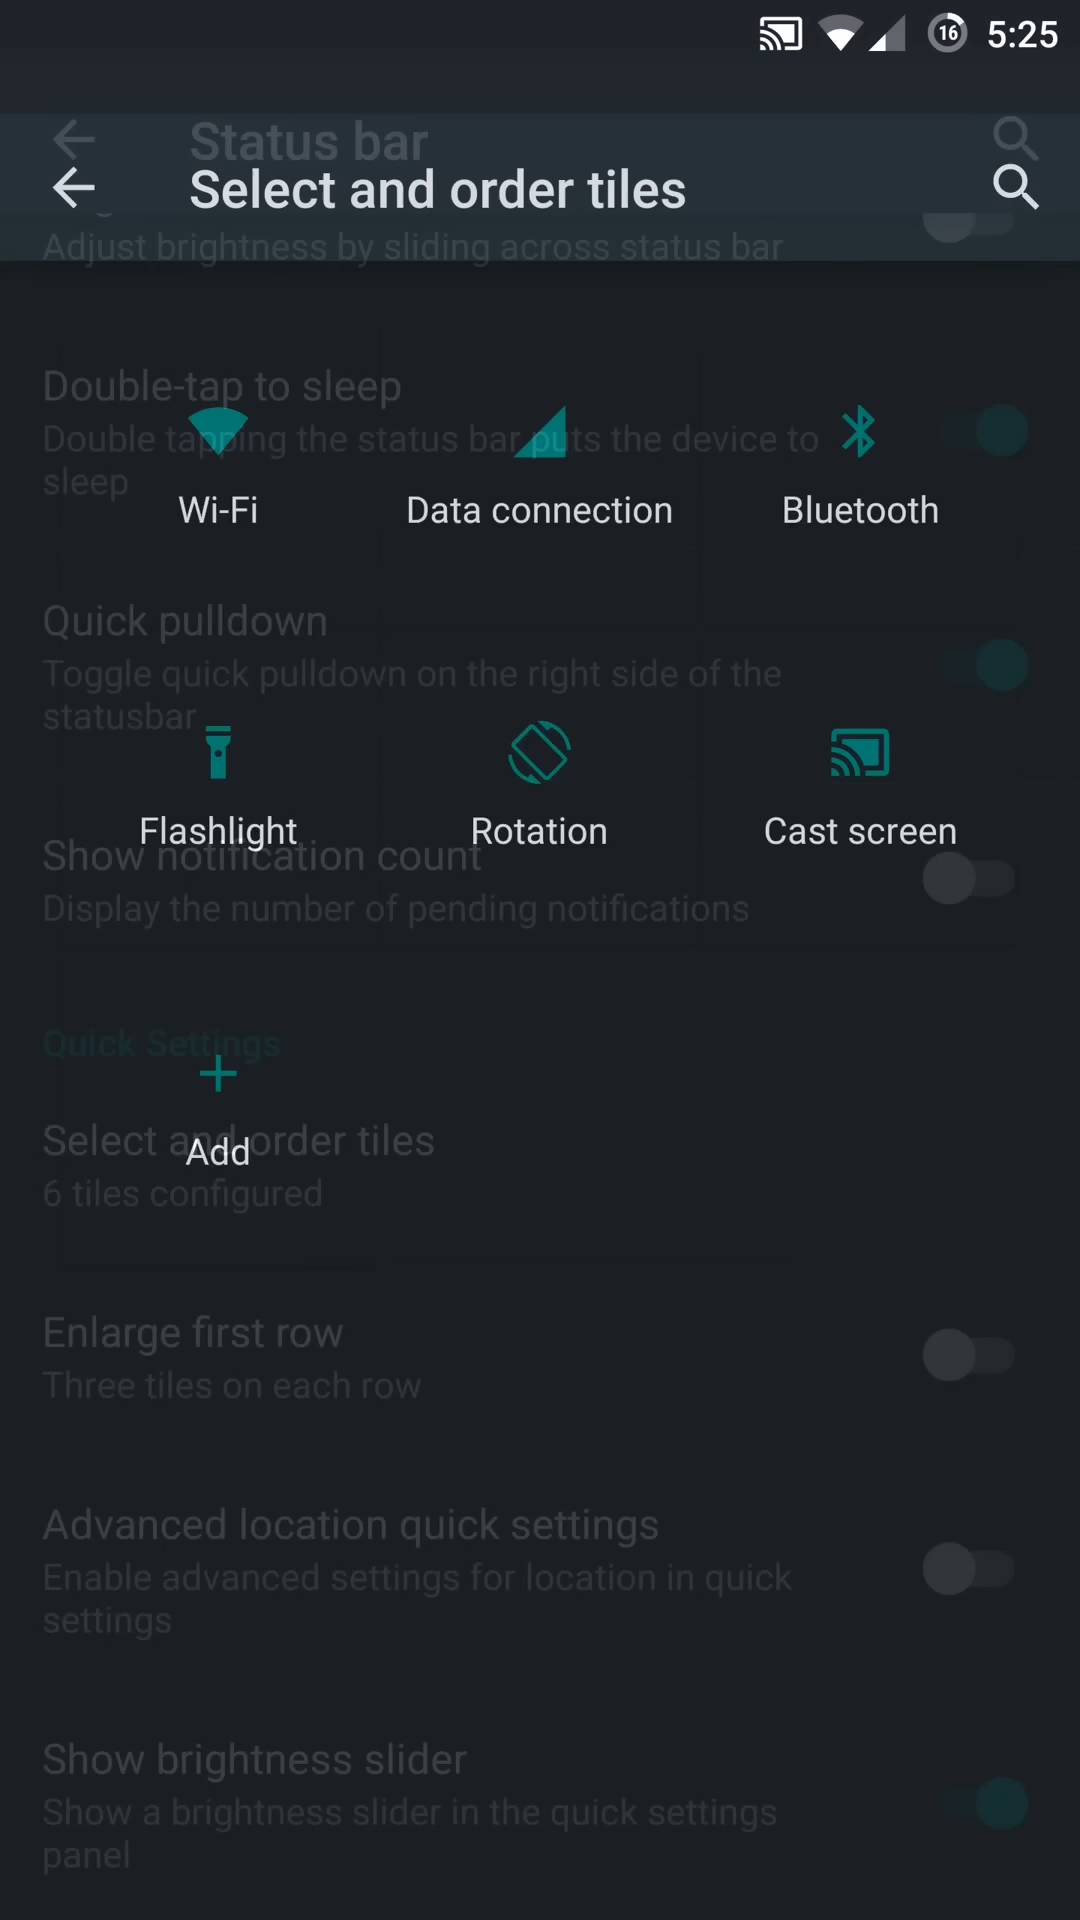 16 5:25
Status bar
Select and order tiles
Adjust brightness by sliding across status bar
Double-tap to sleep
Double tapping the status bar puts the device to
sleep
Wi-Fi Data connection Bluetooth
Quick pulldown
Toggle quick pulldown on the right side of the
statusbar
Flashlight Rotation Cast screen
Show notification count
Display the number of pending notifications
Quick Settings
Select and order tiles
Add
6 tiles configured
Enlarge first row
Three tiles on each row
Advanced location quick settings
Enable advanced settings for location in quick
settings
Show brightness slider
Show a brightness slider in the quick settings
panel